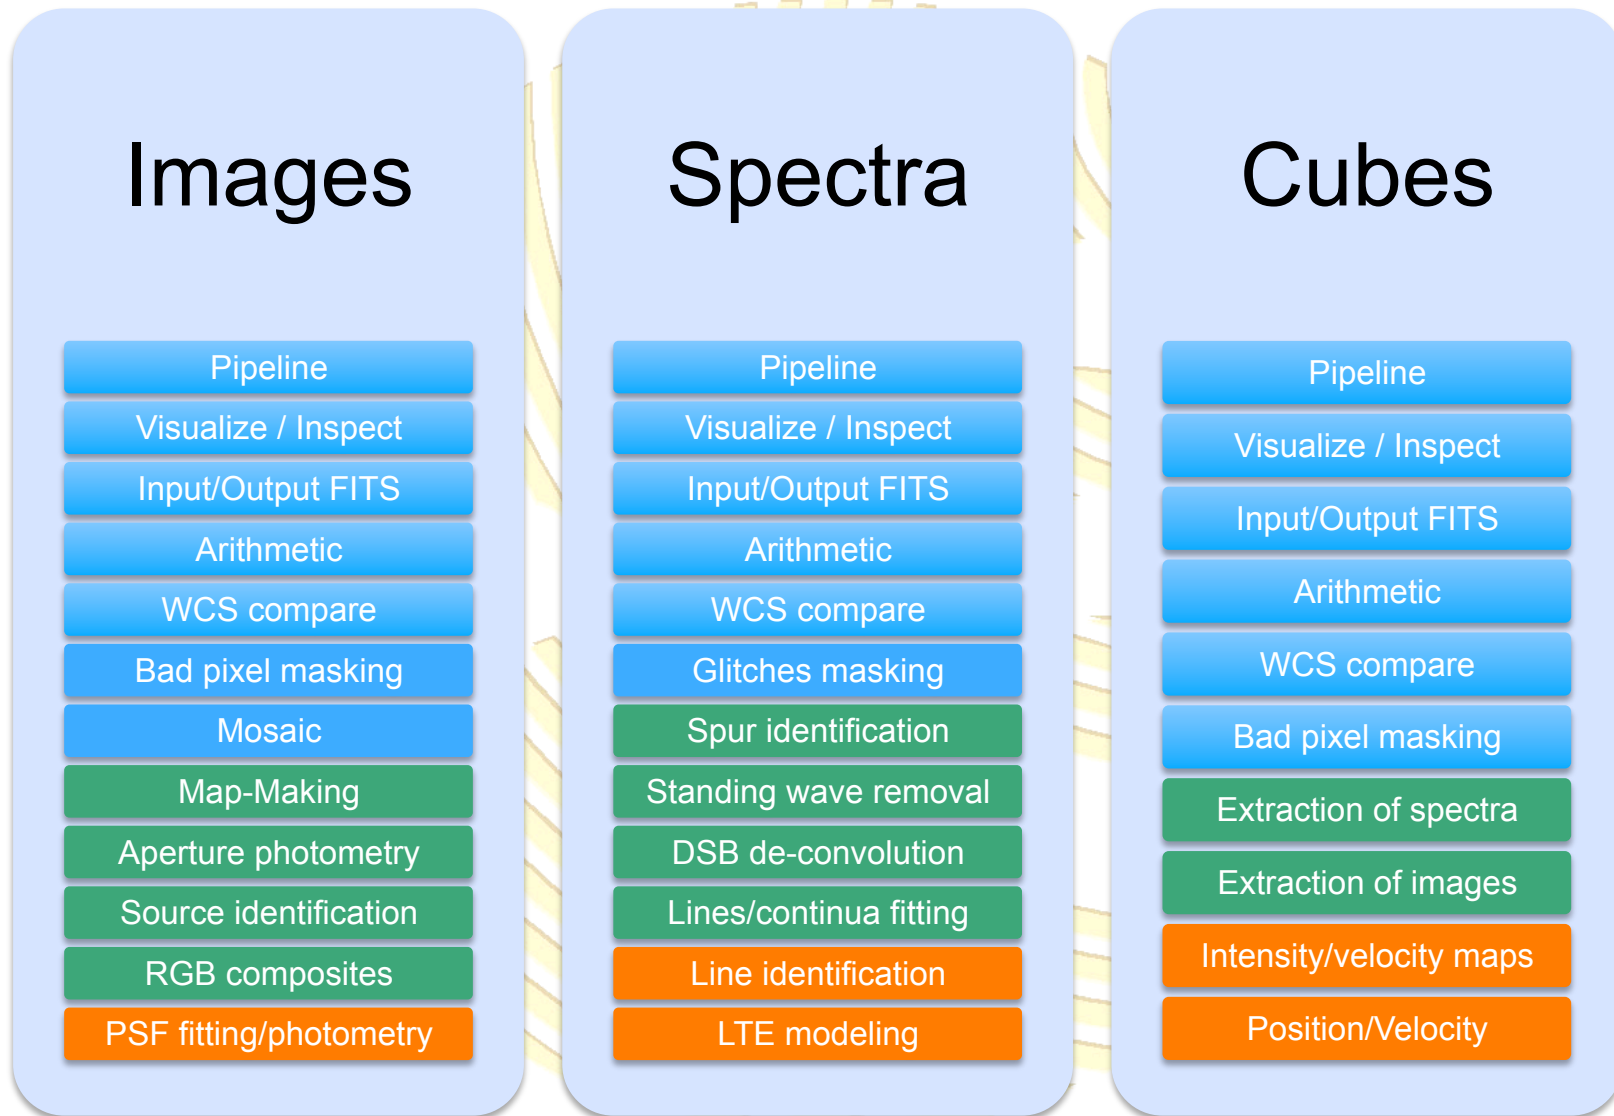 Images
Pipeline
Visualize / Inspect
Input/Output FITS
Arithmetic
WCS compare
Bad pixel masking
Mosaic
Map-Making
Aperture photometry
Source identification
RGB composites
PSF fitting/photometry
Spectra
Pipeline
Visualize / Inspect
Input/Output FITS
Arithmetic
WCS compare
Glitches masking
Spur identification
Standing wave removal
DSB de-convolution
Lines/continua fitting
Line identification
LTE modeling
Cubes
Pipeline
Visualize / Inspect
Input/Output FITS
Arithmetic
WCS compare
Bad pixel masking
Extraction of spectra
Extraction of images
Intensity/velocity maps
Position/Velocity